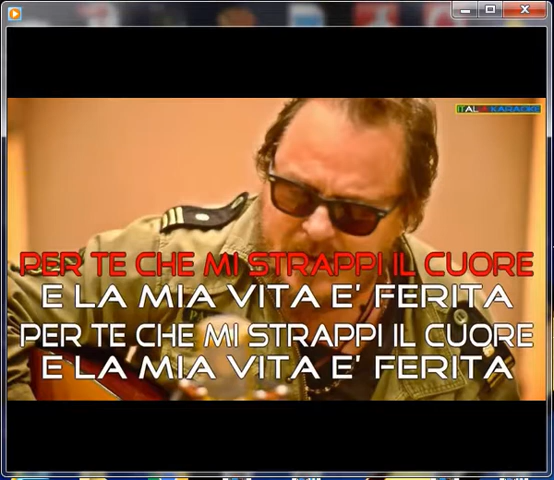 ITALIAKARAOKE
PER TE CHE MI STRAPPI IL CUORE
E LA MIA VITA E' FERITA
PER TE CHE MI STRAPPI IL CUORE
E LA MIA VITA E' FERITA